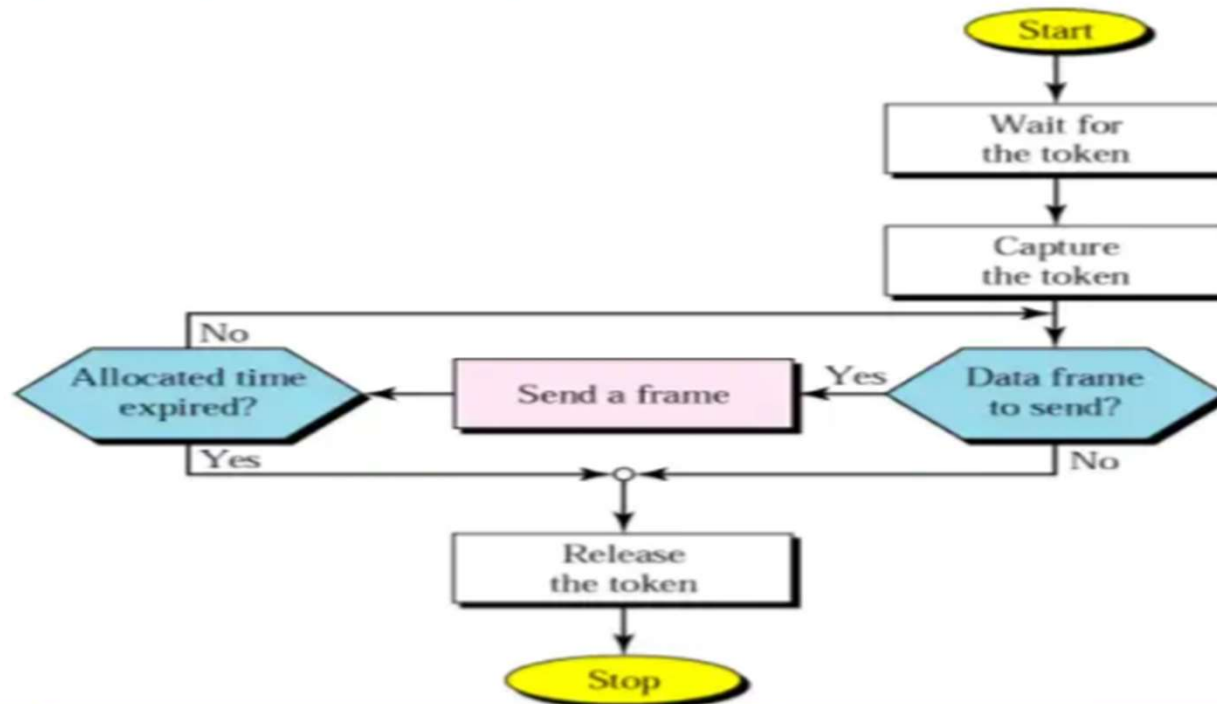 Start
Wait for
the token
Capture
the token
No
Allocated time
expired?
Send a frame
Yes
Data frame
to send?
Yes
No
Release
the token
Stop